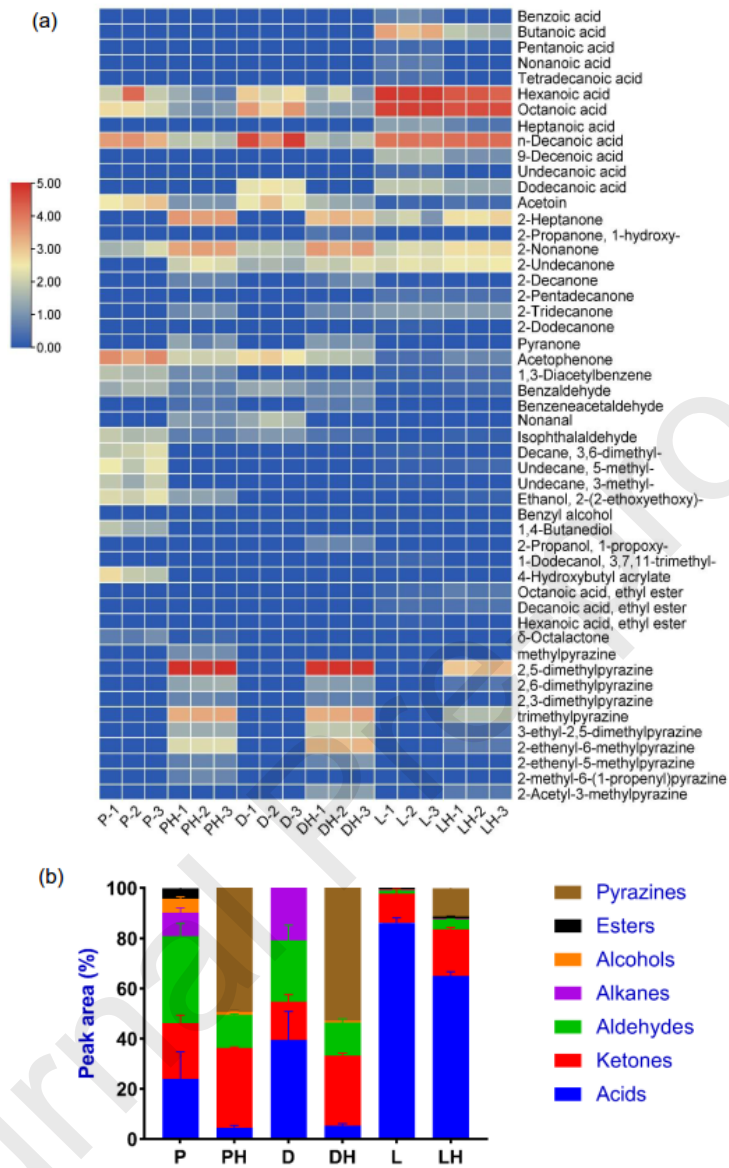 (a)
Benzoic acid
Butanoic acid
Pentanoic acid
Nonanoic acid
Tetradecanoic acid
Hexanoic acid
Octanoic acid
Heptanoic acid
n-Decanoic acid
9-Decenoic acid
Undecanoic acid
Dodecanoic acid
Acetoin
2-Heptanone
2-Propanone, 1-hydroxy-
2-Nonanone
2-Undecanone
2-Decanone
2-Pentadecanone
2-Tridecanone
2-Dodecanone
Pyranone
Acetophenone
1,3-Diacetylbenzene
Benzaldehyde
Benzeneacetaldehyde
Nonanal
Isophthalaldehyde
Decane, 3,6-dimethyl-
Undecane, 5-methyl-
Undecane, 3-methyl-
Ethanol, 2-(2-ethoxyethoxy)-
Benzyl alcohol
1,4-Butanediol
2-Propanol, 1-propoxy-
1-Dodecanol, 3,7,11-trimethyl-
4-Hydroxybutyl acrylate
Octanoic acid, ethyl ester
Decanoic acid, ethyl ester
Hexanoic acid, ethyl ester
δ-Octalactone
methylpyrazine
2,5-dimethylpyrazine
2,6-dimethylpyrazine
2,3-dimethylpyrazine
trimethylpyrazine
3-ethyl-2,5-dimethylpyrazine
2-ethenyl-6-methylpyrazine
2-ethenyl-5-methylpyrazine
2-methyl-6-(1-propenyl)pyrazine
2-Acetyl-3-methylpyrazine
5.00
4.00
3.00
2.00
1.00
0.00
P-1 P-2 P-3 PH-1 PH-2 PH-3 D-1 D-2 D-3 DH-1 DH-2 DH-3 L-1 L-2 L-3 LH-1 LH-2 LH-3
(b)
Peak area (%)
100
80
60
40
20
0
P PH D DH L LH
Pyrazines
Esters
Alcohols
Alkanes
Aldehydes
Ketones
Acids